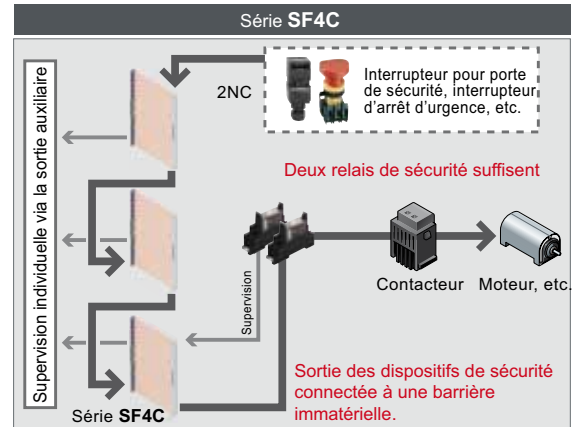 Série SF4C
Supervision individuelle via la sortie auxiliaire
2NC
Interrupteur pour porte
de sécurité, interrupteur
d'arrêt d'urgence, etc.
Deux relais de sécurité suffisent
Supervision
Contacteur
Moteur, etc.
Sortie des dispositifs de sécurité
connectée à une barrière
immatérielle.
Série SF4C